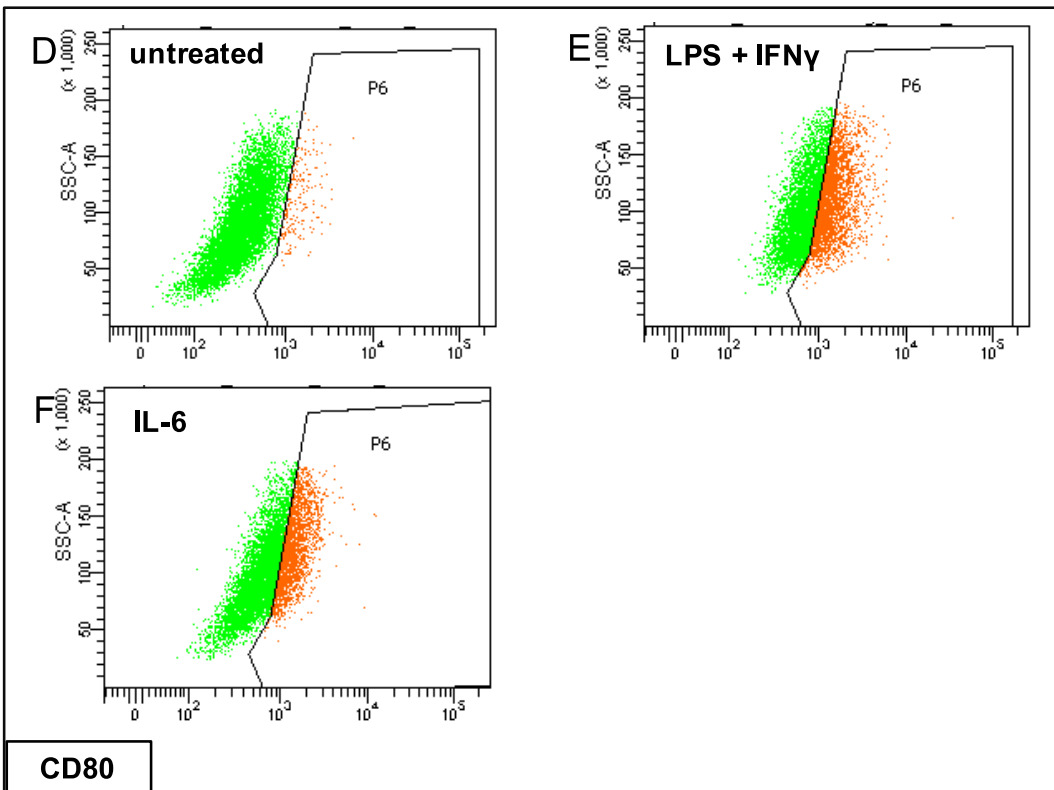 D
untreated
(x 1,000)
250
200
150
100
50
SSC-A
P6
0
10²
10³
10⁴
10⁵
E
LPS + IFNγ
(x 1,000)
250
200
150
100
50
SSC-A
P6
0
10²
10³
10⁴
10⁵
F
IL-6
(x 1,000)
250
200
150
100
50
SSC-A
P6
0
10²
10³
10⁴
10⁵
CD80